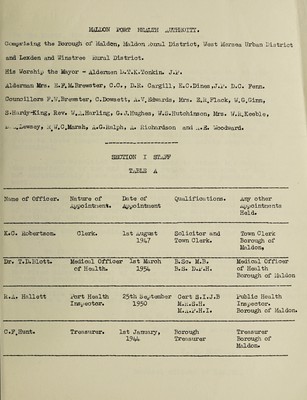 MALDON PORT HEALTH AUTHORITY.
Comprising the Borough of Maldon, Maldon Rural District, West Mersea Urban District
and Lexden and Winstree Rural District.
His Worship the Mayor - Alderman L.T.K.Tonkin. J.P.
Alderman Mrs. H.F.M.Brewster, C.C., D.R. Cargill, H.C.Dines,J.P. D.C. Fenn.
Councillors F.W.Brewster, C.Dowsett, A.V.Edwards, Mrs. E.R.Flack, W.G.Ginn,
S.Hardy-King, Rev. W.A.Harling, G.J.Hughes, W.S.Hutchinson, Mrs. W.R.Keeble,
Lewsey, R.W.C.Marsh, A.G.Ralph, Richardson and Woodward.
SECTION I STAFF
TABLE A
Name of Officer. Nature of Appointment. Date of Appointment Qualifications. Any other Appointments Held.
K.C. Robertson. Clerk. 1st August 1947 Solicitor and Town Clerk. Town Clerk Borough of Maldon.
Dr. T.D.Blott. Medical Officer of Health. 1st March 1954 B.Sc. M.B. B.S. D.P.H. Medical Officer of Health Borough of Maldon
Hallett Port Health Inspector. 25th September 1950 Cert S.I.J.B M.R.S.H. M.A.P.H.I. Public Health Inspector. Borough of Maldon.
C.F.Hunt. Treasurer. 1st January, 1944 Borough Treasurer Treasurer Borough of Maldon.